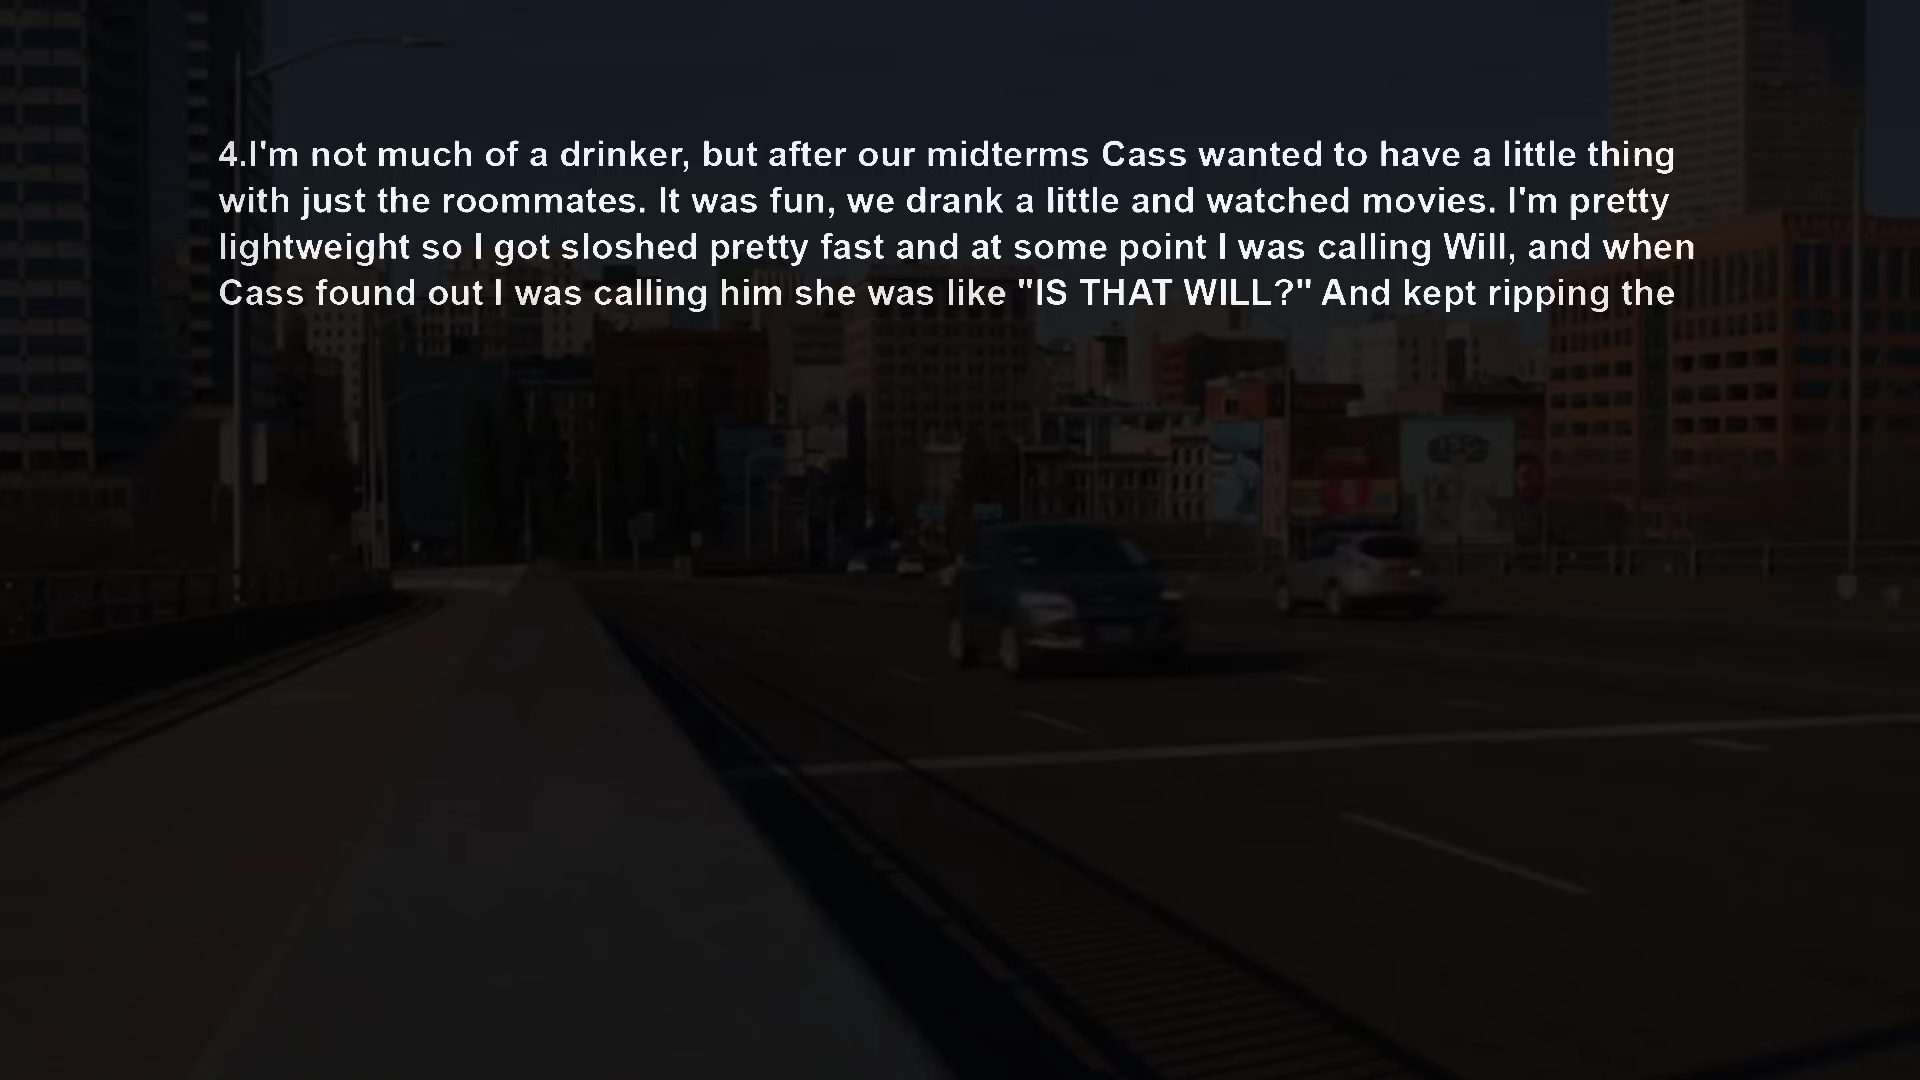 4.I'm not much of a drinker, but after our midterms Cass wanted to have a little thing
with just the roommates. It was fun, we drank a little and watched movies. I'm pretty
lightweight so I got sloshed pretty fast and at some point I was calling Will, and when
Cass found out I was calling him she was like "IS THAT WILL?" And kept ripping the